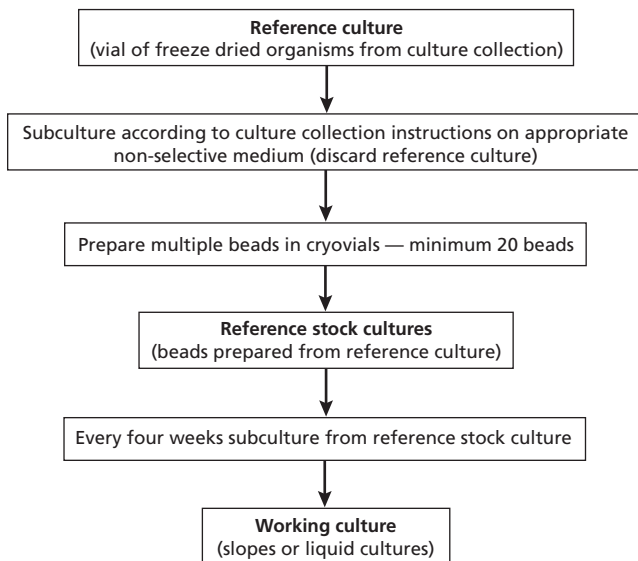 Reference culture
(vial of freeze dried organisms from culture collection)
Subculture according to culture collection instructions on appropriate
non-selective medium (discard reference culture)
Prepare multiple beads in cryovials — minimum 20 beads
Reference stock cultures
(beads prepared from reference culture)
Every four weeks subculture from reference stock culture
Working culture
(slopes or liquid cultures)